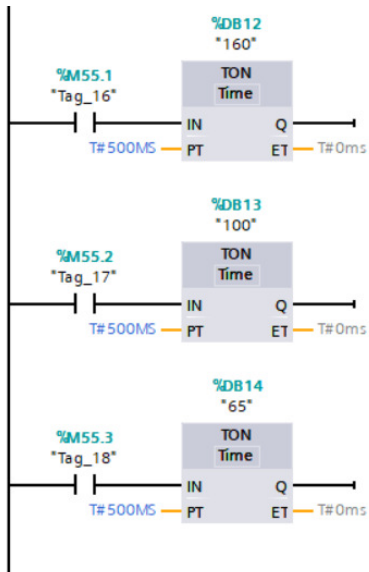 %DB12
"160"
%M55.1
"Tag_16"
TON
Time
IN
Q
T#500MS
PT
ET
T#0ms
%DB13
"100"
%M55.2
"Tag_17"
TON
Time
IN
Q
T#500MS
PT
ET
T#0ms
%DB14
"65"
%M55.3
"Tag_18"
TON
Time
IN
Q
T#500MS
PT
ET
T#0ms